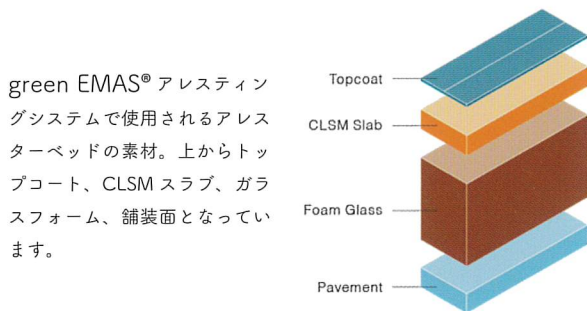 green EMAS® アレスティン
グシステムで使用されるアレス
ターベッドの素材。上からトッ
プコート、CLSM スラブ、ガラ
スフォーム、舗装面となってい
ます。
Topcoat
CLSM Slab
Foam Glass
Pavement